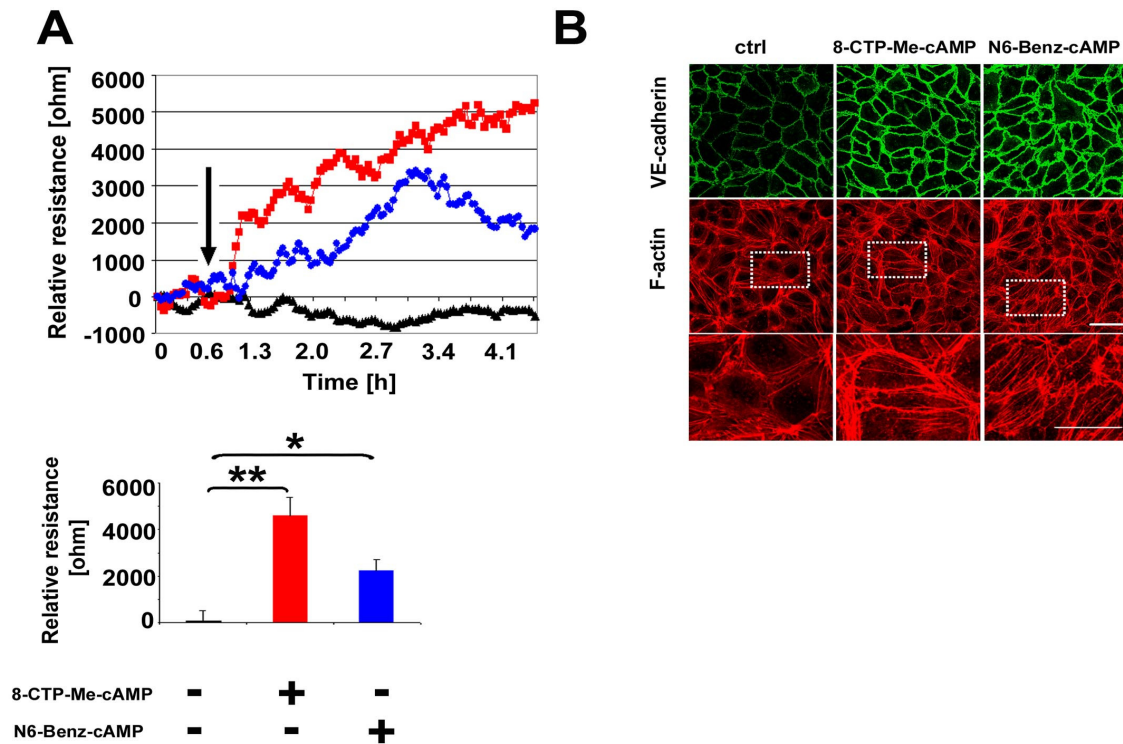 A
Relative resistance [ohm]
6000
5000
4000
3000
2000
1000
0
-1000
0 0.6 1.3 2.0 2.7 3.4 4.1
Time [h]
*
**
Relative resistance
[ohm]
6000
4000
2000
0
8-CTP-Me-cAMP - + -
N6-Benz-cAMP - - +
B
ctrl 8-CTP-Me-cAMP N6-Benz-cAMP
VE-cadherin
F-actin